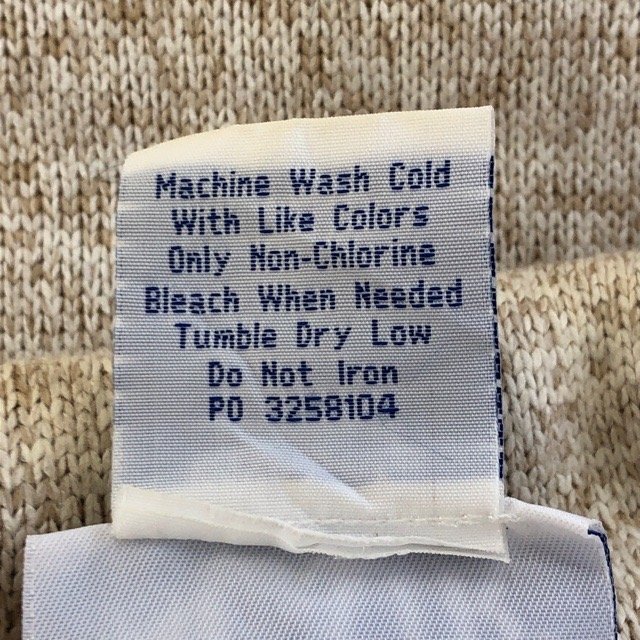 Machine Wash Cold
With Like Colors
Only Non-Chlorine
Bleach When Needed
Tumble Dry Low
Do Not Iron
PO 3258104